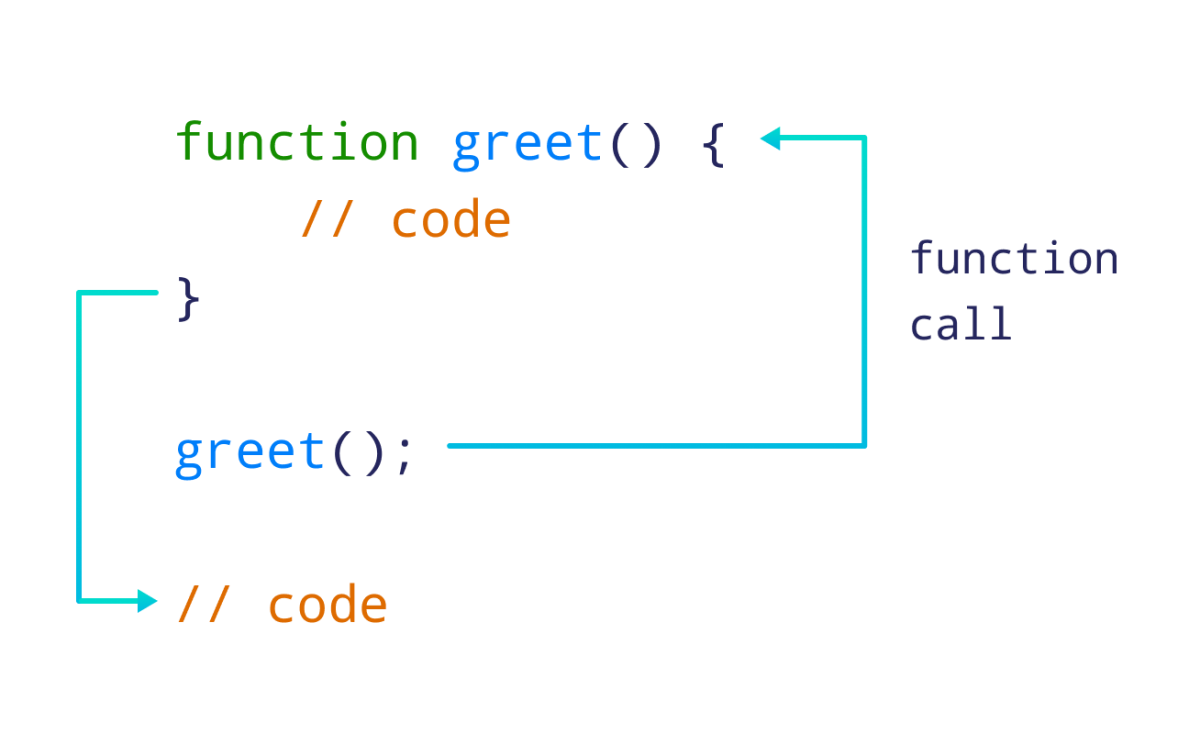 function greet() {
    // code
}
function
call
greet();
// code